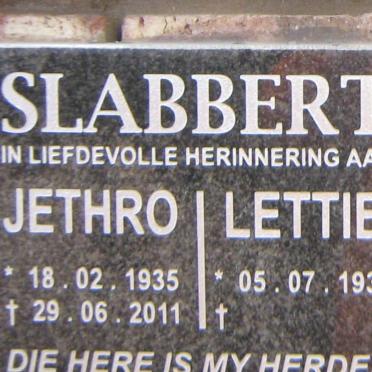 SLABBERT
IN LIEFDEVOLLE HERINNERING AA
JETHRO LETTIE
* 18.02.1935 * 05.07.193
† 29.06.2011 †
DIE HERE IS MY HERDE